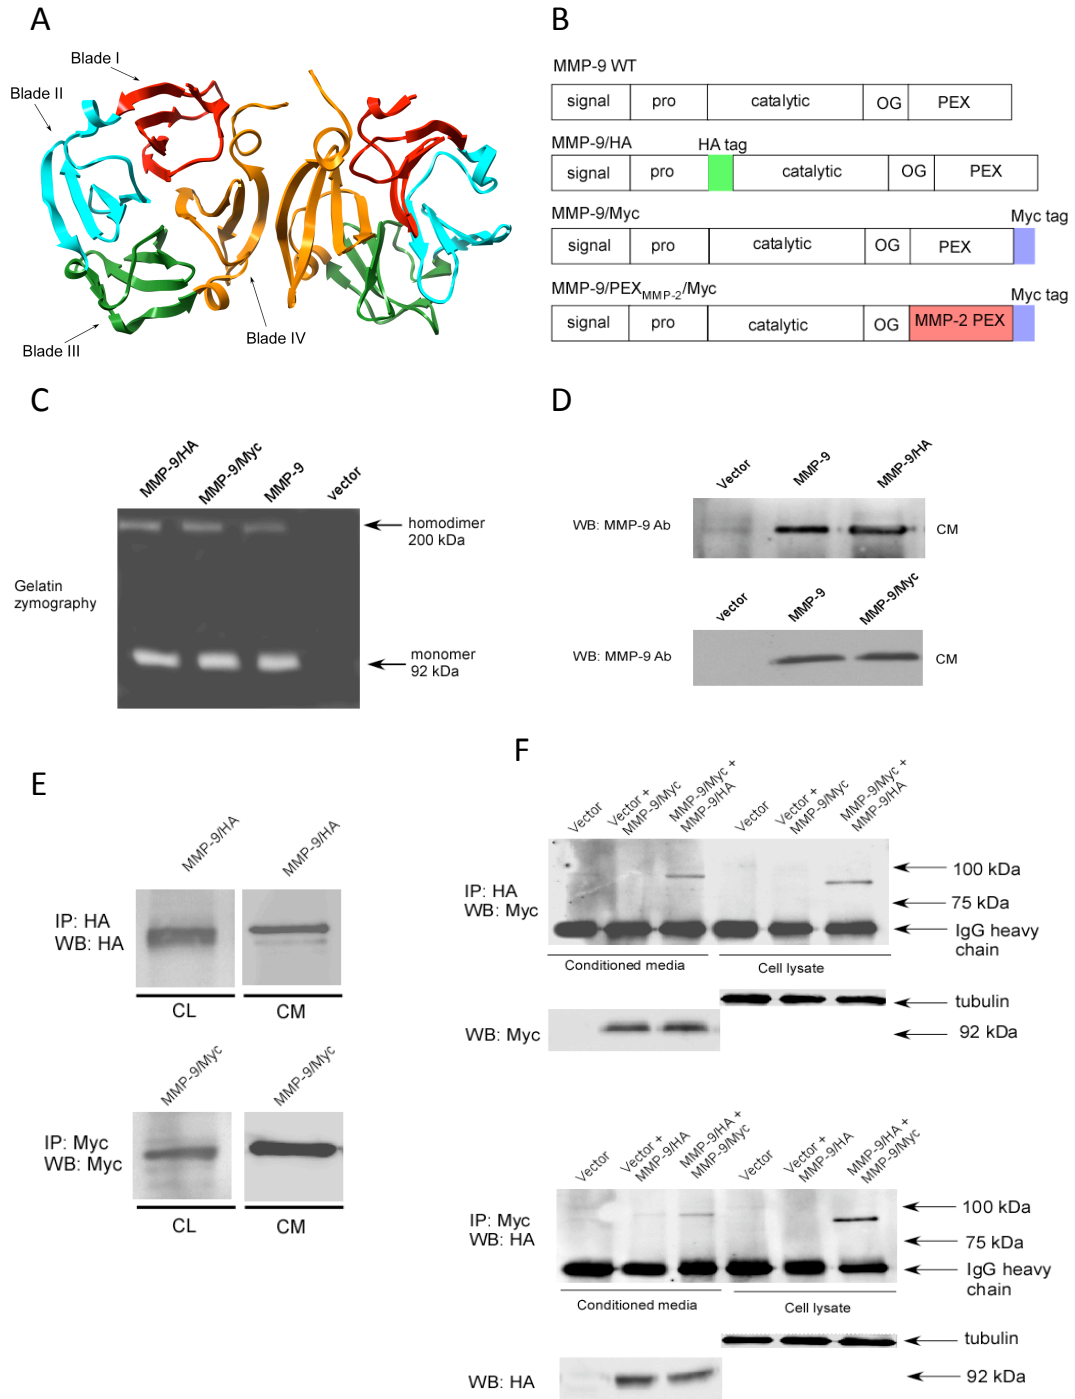 A
Blade I
Blade II
Blade III
Blade IV
B
MMP-9 WT
signal pro catalytic OG PEX
MMP-9/HA
HA tag
signal pro catalytic OG PEX
MMP-9/Myc
Myc tag
signal pro catalytic OG PEX
MMP-9/PEXMMP-2/Myc
Myc tag
signal pro catalytic OG MMP-2 PEX
C
MMP-9/HA
MMP-9/Myc
MMP-9
vector
homodimer
200 kDa
Gelatin
zymography
monomer
92 kDa
D
Vector
MMP-9
MMP-9/HA
WB: MMP-9 Ab
CM
vector
MMP-9
MMP-9/Myc
WB: MMP-9 Ab
CM
E
MMP-9/HA
MMP-9/HA
IP: HA
WB: HA
CL
CM
MMP-9/Myc
MMP-9/Myc
IP: Myc
WB: Myc
CL
CM
F
Vector
Vector +
MMP-9/Myc
MMP-9/Myc +
MMP-9/HA
Vector
Vector +
MMP-9/Myc
MMP-9/Myc +
MMP-9/HA
IP: HA
WB: Myc
100 kDa
75 kDa
IgG heavy
chain
Conditioned media
Cell lysate
tubulin
WB: Myc
92 kDa
Vector
Vector +
MMP-9/HA
MMP-9/HA +
MMP-9/Myc
Vector
Vector +
MMP-9/HA
MMP-9/HA +
MMP-9/Myc
IP: Myc
WB: HA
100 kDa
75 kDa
IgG heavy
chain
Conditioned media
Cell lysate
tubulin
WB: HA
92 kDa